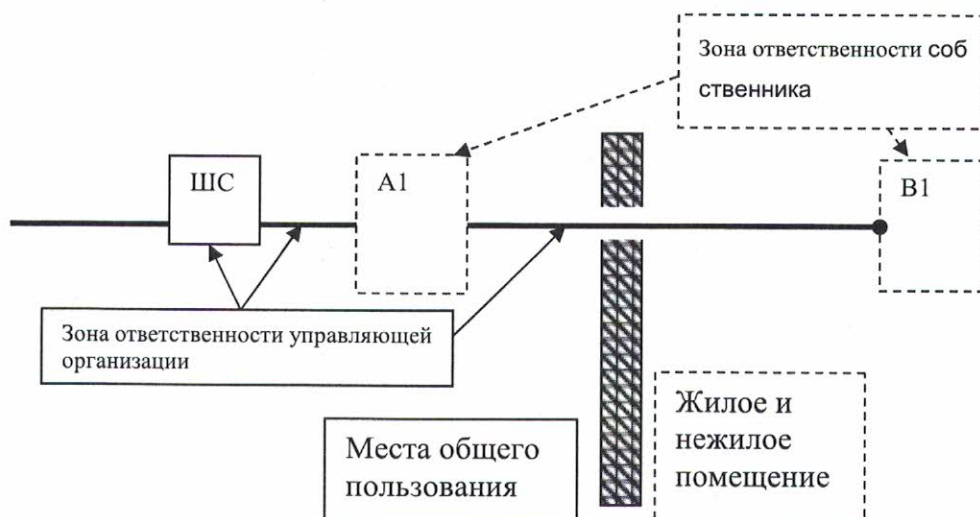 Зона ответственности соб
ственника
ШС
А1
В1
Зона ответственности управляющей
организации
Места общего
пользования
Жилое и
нежилое
помещение